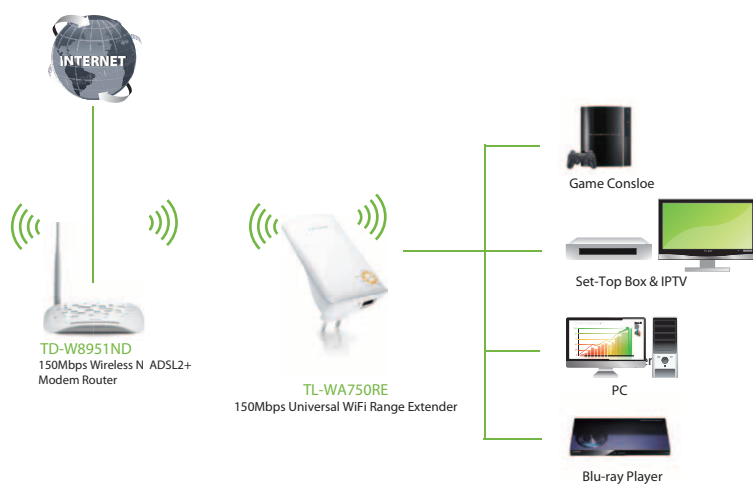 INTERNET
TD-W8951ND
150Mbps Wireless N ADSL2+
Modem Router
TL-WA750RE
150Mbps Universal WiFi Range Extender
Game Consloe
Set-Top Box & IPTV
PC
Blu-ray Player